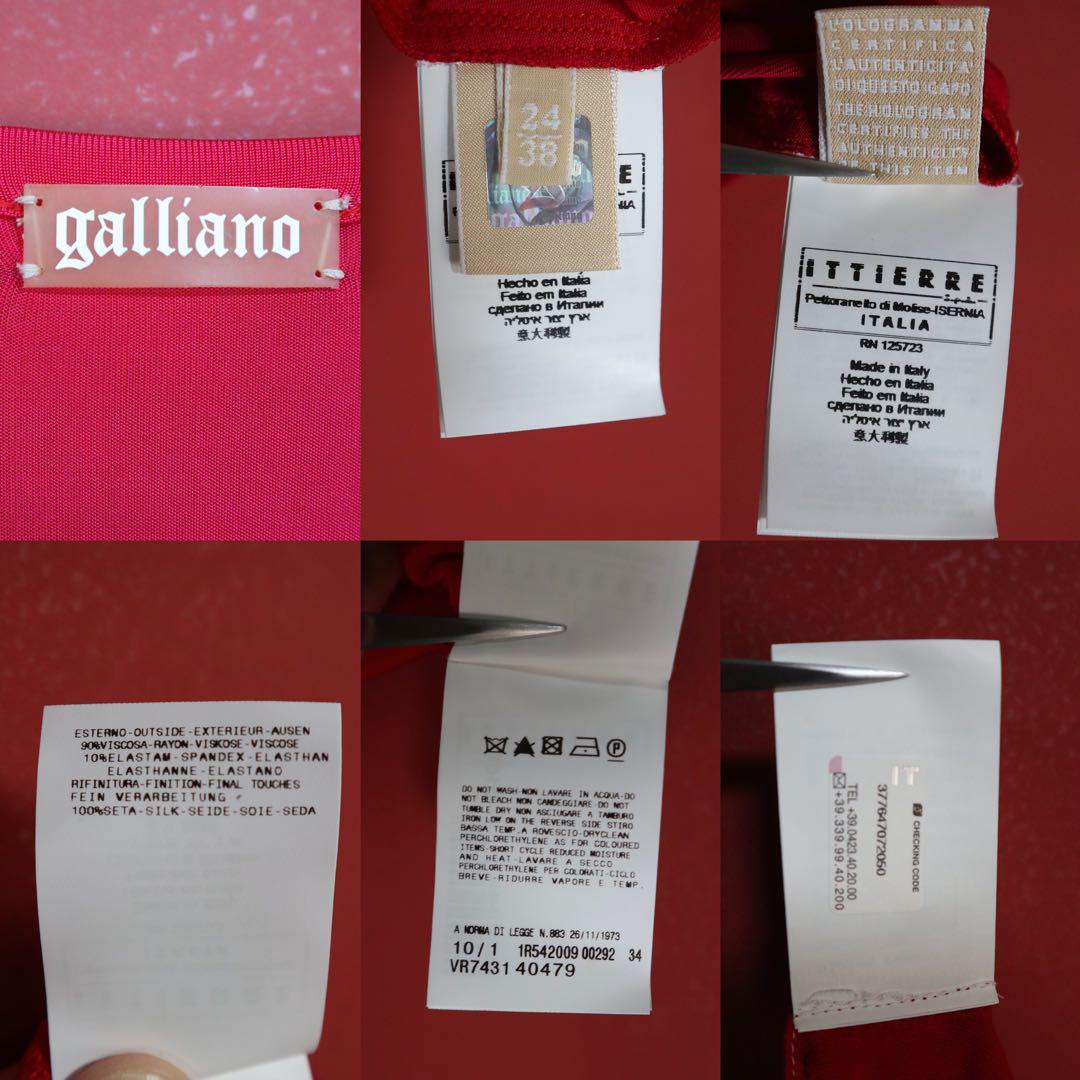 galliano
24
38
Hecho en Italia
Feito em Italia
сделано в Италии
ארץ ייצור איטליה
意大利製
L'OLOGRAMMA
CERTIFICA
L'AUTENTICITA
DI QUESTO CAPO
THE HOLOGRAM
CERTIFIES THE
AUTHENTICITY
OF THIS ITEM
ITTIERRE
S.p.A.
Pettoranello di Molise-ISERNIA
ITALIA
RN 125723
Made in Italy
Hecho en Italia
Feito em Italia
сделано в Италии
ארץ ייצור איטליה
意大利製
ESTERNO-OUTSIDE-EXTERIEUR-AUSEN
90%VISCOSA-RAYON-VISKOSE-VISCOSE
10%ELASTAM-SPANDEX-ELASTHAN
ELASTHANNE-ELASTANO
RIFINITURA-FINITION-FINAL TOUCHES
FEIN VERARBEITUNG
100%SETA-SILK-SEIDE-SOIE-SEDA
P
DO NOT WASH-NON LAVARE IN ACQUA-DO
NOT BLEACH NON CANDEGGIARE-DO NOT
TUMBLE DRY NON ASCIUGARE A TAMBURO
IRON LOW ON THE REVERSE SIDE STIRO
BASSA TEMP.A ROVESCIO-DRYCLEAN
PERCHLORETHYLENE AS FOR COLOURED
ITEMS-SHORT CYCLE REDUCED MOISTURE
AND HEAT-LAVARE A SECCO
PERCHLORETHYLENE PER COLORATI-CICLO
BREVE-RIDURRE VAPORE E TEMP.
A NORMA DI LEGGE N.883 26/11/1973
10/1 1R542009 00292 34
VR7431 40479
IT
CHECKING CODE
37764707205​0
TEL +39.0423.40.20.00
+39.339.99.40.200